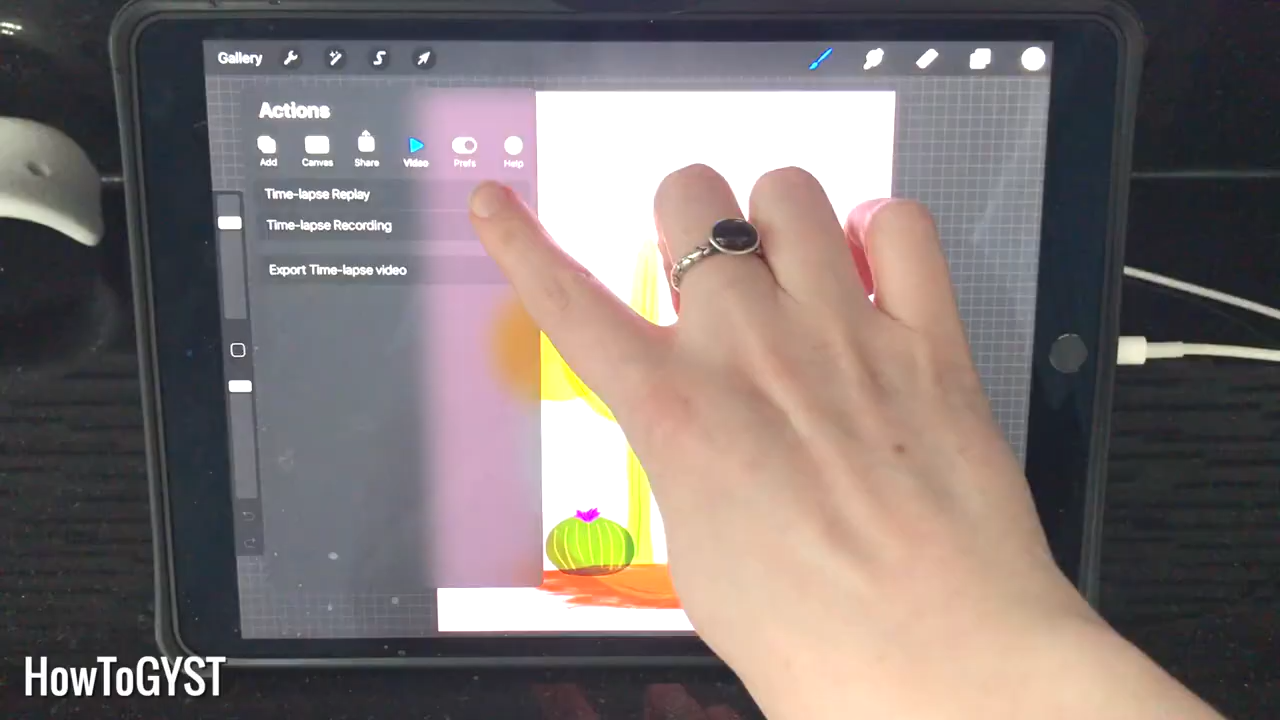 Gallery
Actions
Add Canvas Share Video Prefs Help
Time-lapse Replay
Time-lapse Recording
Export Time-lapse video
HowToGYST